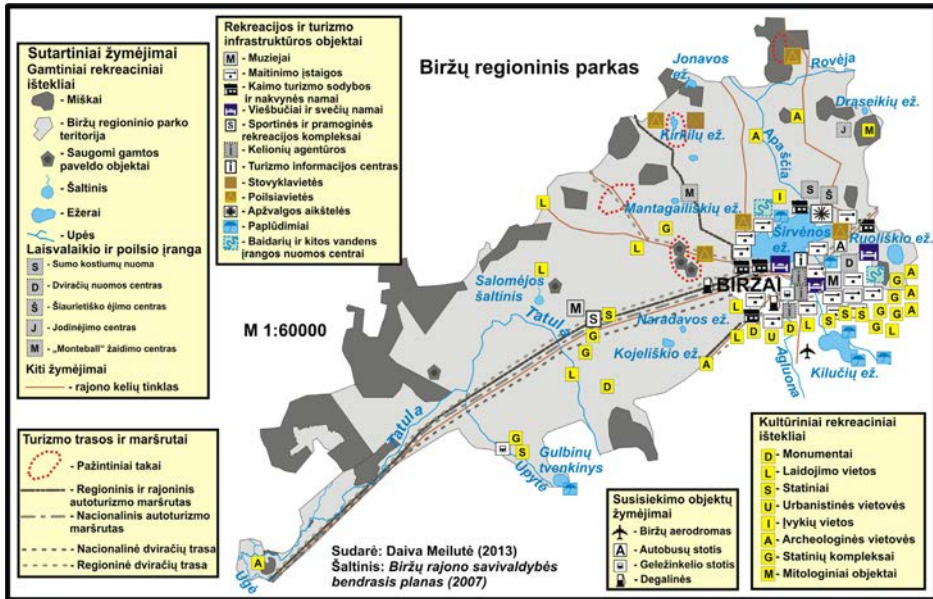 Biržų regioninis parkas
M 1:60000
Sutartiniai žymėjimai
Gamtiniai rekreaciniai
ištekliai
- Miškai
- Biržų regioninio parko
teritorija
- Saugomi gamtos
paveldo objektai
- Šaltinis
- Ežerai
- Upės
Laisvalaikio ir poilsio įranga
S - Sumo kostiumų nuoma
D - Dviračių nuomos centras
Š - Šiaurietiško ėjimo centras
J - Jodinėjimo centras
M - „Monteball“ žaidimo centras
Kiti žymėjimai
- rajono kelių tinklas
Rekreacijos ir turizmo
infrastruktūros objektai
M - Muziejai
- Maitinimo įstaigos
- Kaimo turizmo sodybos
ir nakvynės namai
- Viešbučiai ir svečių namai
S - Sportinės ir pramoginės
rekreacijos kompleksai
i - Kelionių agentūros
i - Turizmo informacijos centras
- Stovyklavietės
- Poilsiavietės
- Apžvalgos aikštelės
- Paplūdimiai
- Baidarių ir kitos vandens
įrangos nuomos centrai
Turizmo trasos ir maršrutai
- Pažintiniai takai
- Regioninis ir rajoninis
autoturizmo maršrutas
- Nacionalinis autoturizmo
maršrutas
- Nacionalinė dviračių trasa
- Regioninė dviračių trasa
Jonavos
ež.
Rovėja
Draseikių ež.
Kirkilų ež.
Apaščia
Mantagailiškių ež.
Širvėnos
ež.
Ruoliškio ež.
BIRŽAI
Salomėjos
šaltinis
Tatula
Naradavos ež.
Kojeliškio ež.
Agluona
Kilučių ež.
Tatula
Gulbinų
tvenkinys
Upytė
Ūgė
Sudarė: Daiva Meilutė (2013)
Šaltinis: Biržų rajono savivaldybės
bendrasis planas (2007)
Susisiekimo objektų
žymėjimai
- Biržų aerodromas
A - Autobusų stotis
- Geležinkelio stotis
- Degalinės
Kultūriniai rekreaciniai
ištekliai
D - Monumentai
L - Laidojimo vietos
S - Statiniai
U - Urbanistinės vietovės
I - Įvykių vietos
A - Archeologinės vietovės
G - Statinių kompleksai
M - Mitologiniai objektai